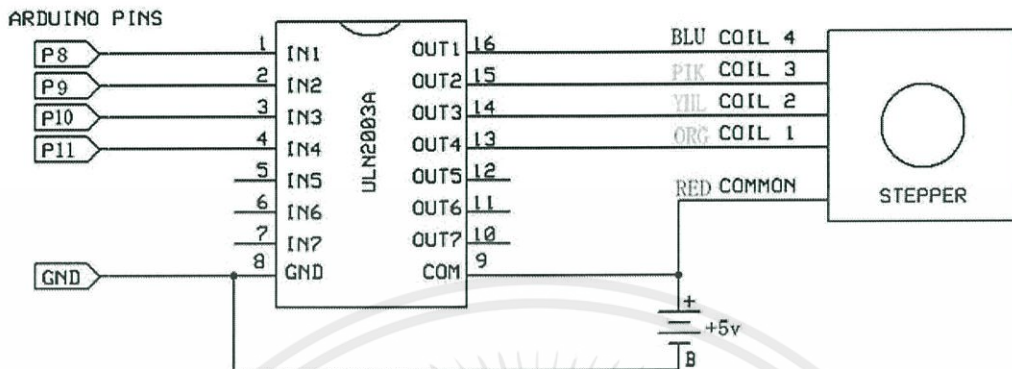 ARDUINO PINS
P8 1 IN1 OUT1 16 BLU COIL 4
P9 2 IN2 OUT2 15 PIK COIL 3
P10 3 IN3 OUT3 14 YHL COIL 2
P11 4 IN4 OUT4 13 ORG COIL 1
5 IN5 OUT5 12
6 IN6 OUT6 11
7 IN7 OUT7 10
GND 8 GND COM 9
ULN2003A
RED COMMON
STEPPER
+
+5v
B